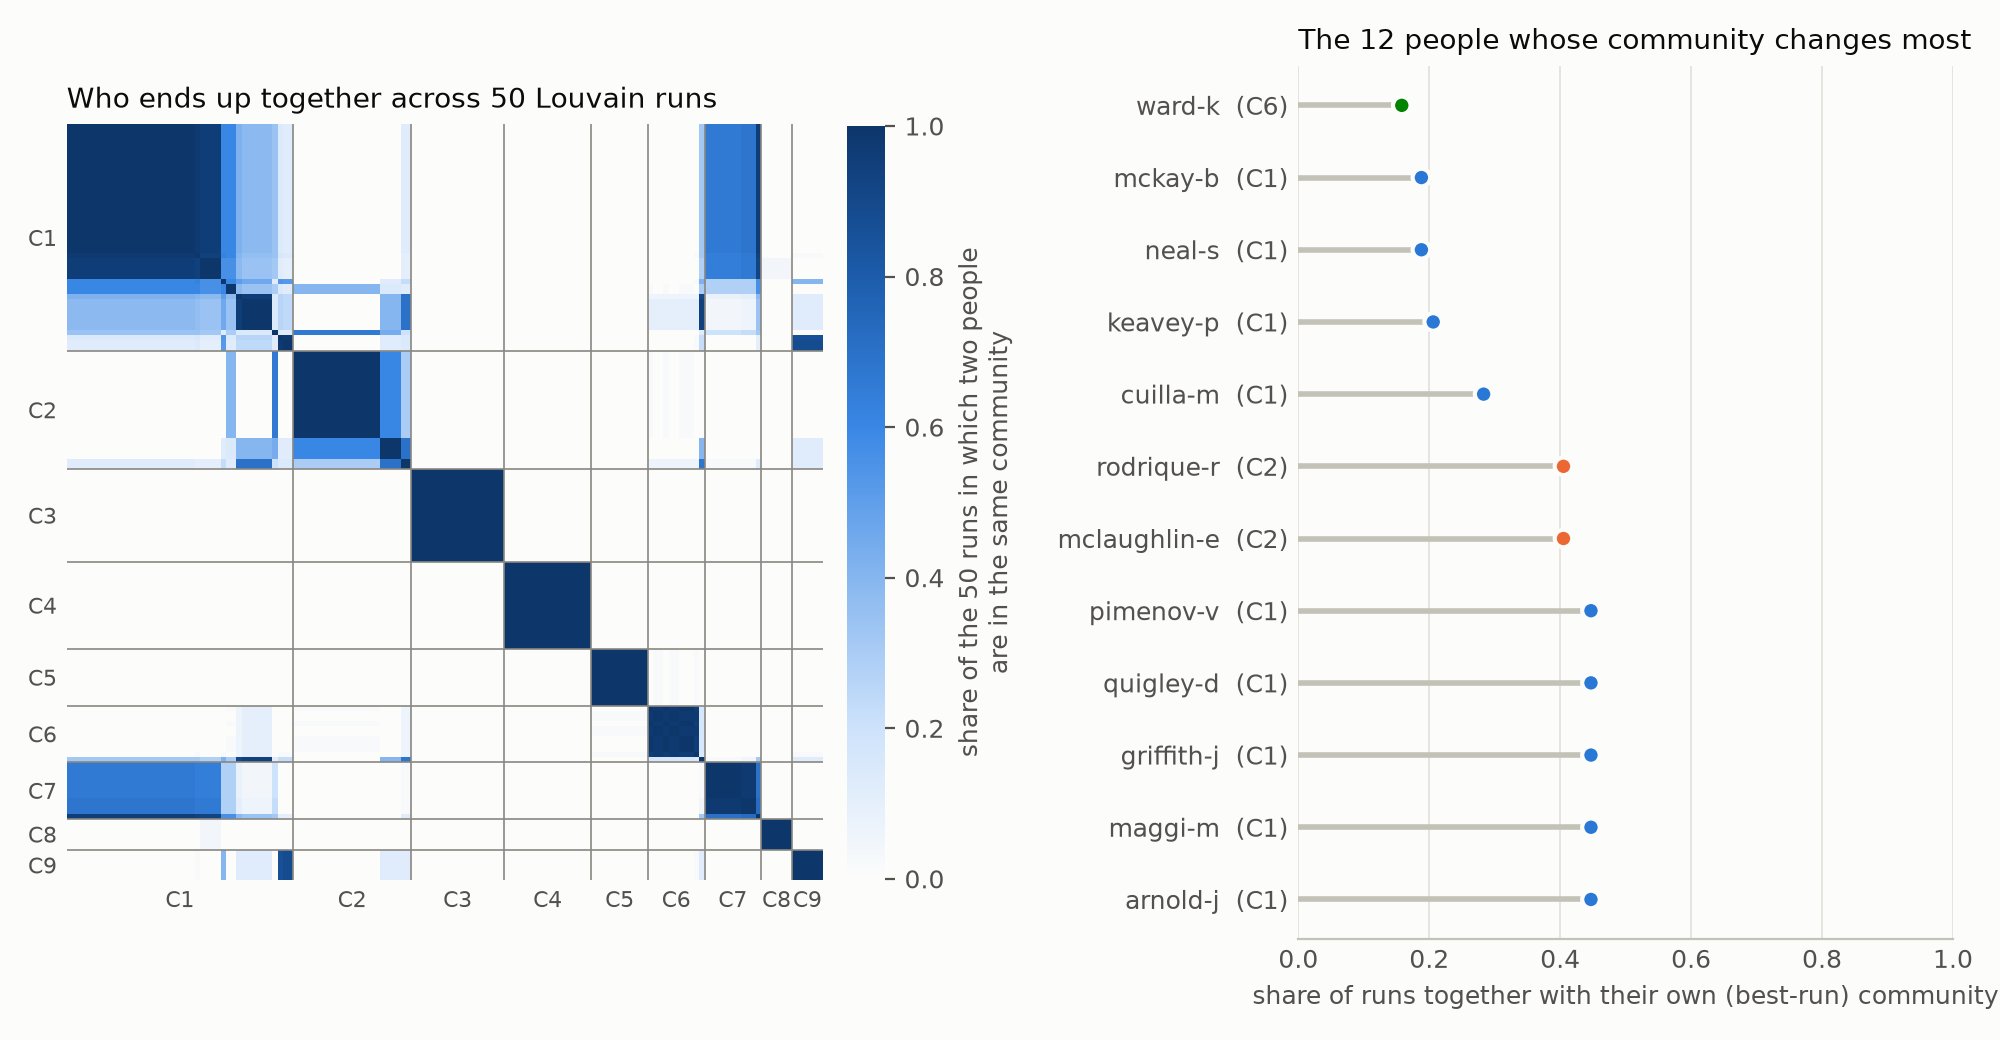 Who ends up together across 50 Louvain runs
C1
C2
C3
C4
C5
C6
C7
C8
C9
C1 C2 C3 C4 C5 C6 C7 C8 C9
1.0
0.8
0.6
0.4
0.2
0.0
share of the 50 runs in which two people
are in the same community
The 12 people whose community changes most
ward-k (C6)
mckay-b (C1)
neal-s (C1)
keavey-p (C1)
cuilla-m (C1)
rodrique-r (C2)
mclaughlin-e (C2)
pimenov-v (C1)
quigley-d (C1)
griffith-j (C1)
maggi-m (C1)
arnold-j (C1)
0.0 0.2 0.4 0.6 0.8 1.0
share of runs together with their own (best-run) community